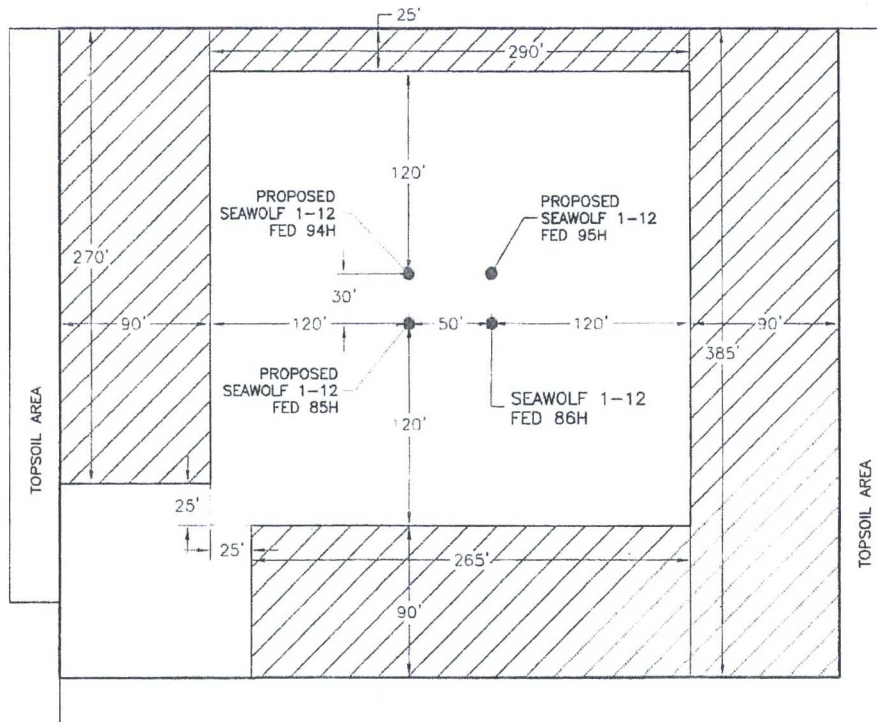 25'
290'
120'
PROPOSED
SEAWOLF 1-12
FED 94H
PROPOSED
SEAWOLF 1-12
FED 95H
270'
30'
90'
120'
50'
120'
90'
385'
PROPOSED
SEAWOLF 1-12
FED 85H
SEAWOLF 1-12
FED 86H
120'
TOPSOIL AREA
TOPSOIL AREA
25'
25'
265'
90'